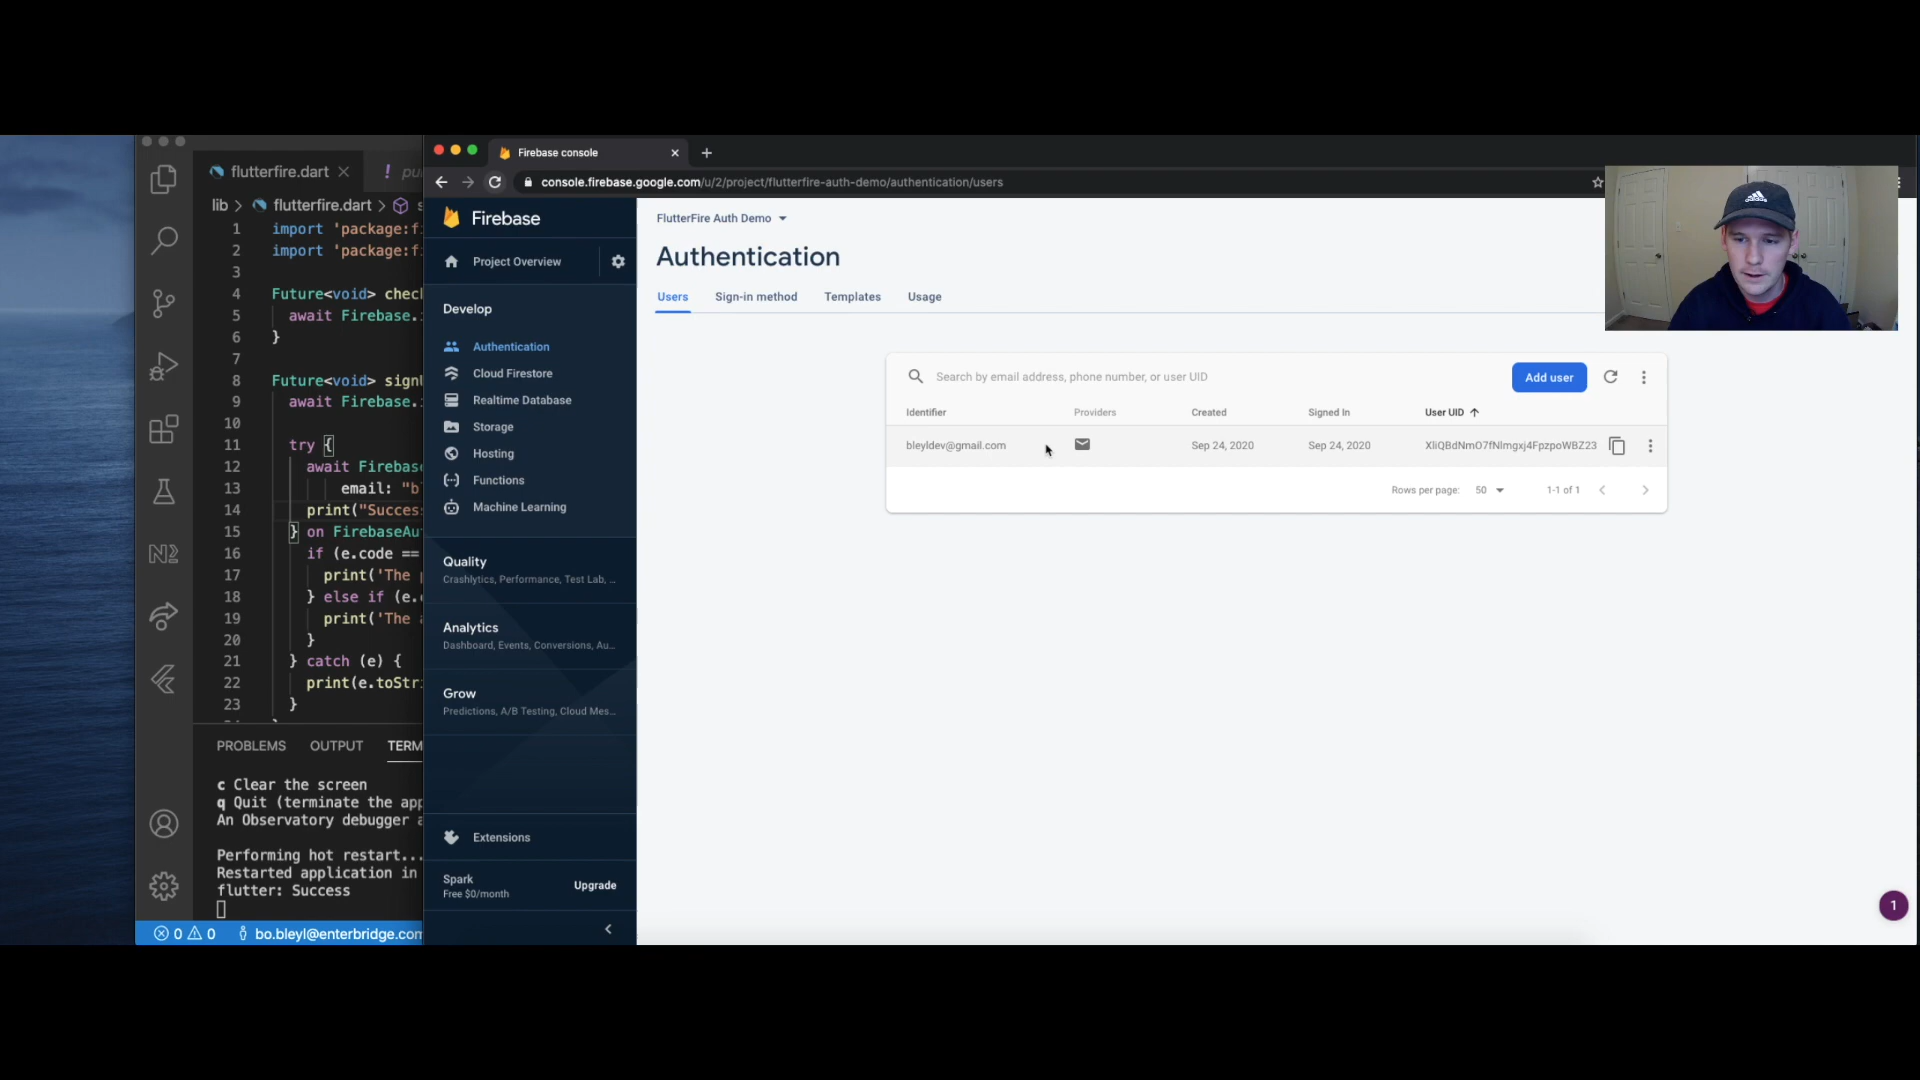 flutterfire.dart
lib > flutterfire.dart >
1 import 'package:f
2 import 'package:f
3
4 Future<void> chec
5 await Firebase.
6 }
7
8 Future<void> sign
9 await Firebase.
10
11 try {
12 await Firebase
13 email: "b
14 print("Succes
15 } on FirebaseAu
16 if (e.code ==
17 print('The
18 } else if (e.
19 print('The a
20 }
21 } catch (e) {
22 print(e.toStr
23 }
PROBLEMS OUTPUT TERM
c Clear the screen
q Quit (terminate the app
An Observatory debugger a
Performing hot restart...
Restarted application in
flutter: Success
0 0 bo.bleyl@enterbridge.com
Firebase console
console.firebase.google.com/u/2/project/flutterfire-auth-demo/authentication/users
Firebase
Project Overview
Develop
Authentication
Cloud Firestore
Realtime Database
Storage
Hosting
Functions
Machine Learning
Quality
Crashlytics, Performance, Test Lab, ...
Analytics
Dashboard, Events, Conversions, Au...
Grow
Predictions, A/B Testing, Cloud Mes...
Extensions
Spark
Free $0/month
Upgrade
FlutterFire Auth Demo
Authentication
Users Sign-in method Templates Usage
Search by email address, phone number, or user UID
Add user
Identifier Providers Created Signed In User UID
bleyldev@gmail.com Sep 24, 2020 Sep 24, 2020 XliQBdNmO7fNlmgxj4FpzpoWBZ23
Rows per page: 50 1-1 of 1
1
adidas